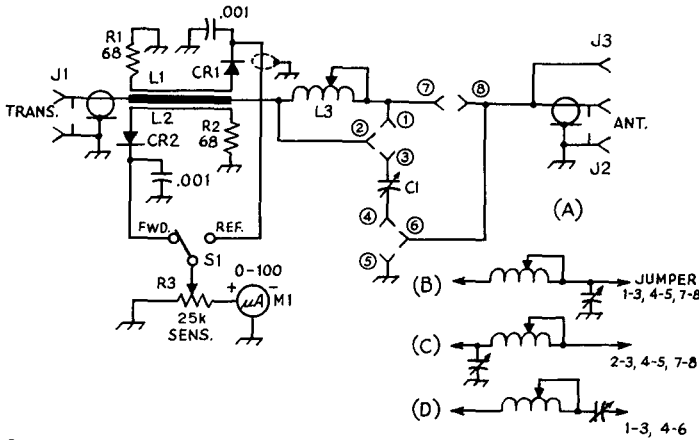 .001
R1
68
J1
L1
CR1
J3
TRANS.
L2
R2
68
L3
⑦
⑧
①
②
ANT.
CR2
.001
③
C1
J2
(A)
④
⑥
FWD.
REF.
⑤
S1
R3
0-100
+
-
μA
M1
25k
SENS.
(B)
JUMPER
1-3, 4-5, 7-8
(C)
2-3, 4-5, 7-8
(D)
1-3, 4-6